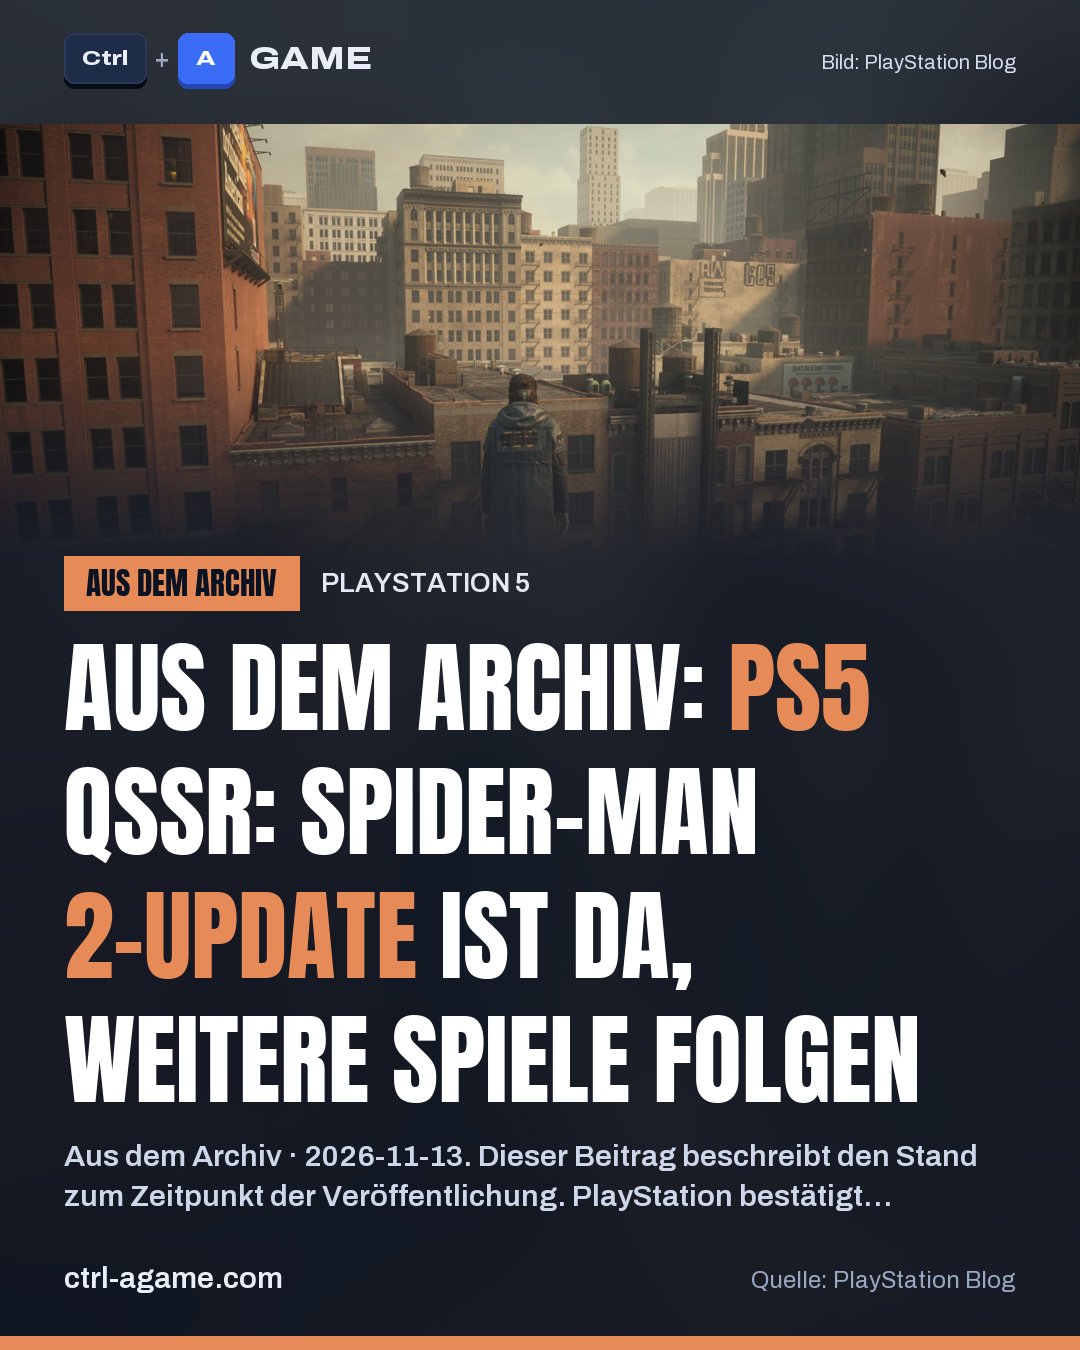 Ctrl + A GAME
Bild: PlayStation Blog
AUS DEM ARCHIV
PLAYSTATION 5
AUS DEM ARCHIV: PS5
QSSR: SPIDER-MAN
2-UPDATE IST DA,
WEITERE SPIELE FOLGEN
Aus dem Archiv · 2026-11-13. Dieser Beitrag beschreibt den Stand
zum Zeitpunkt der Veröffentlichung. PlayStation bestätigt…
ctrl-agame.com
Quelle: PlayStation Blog